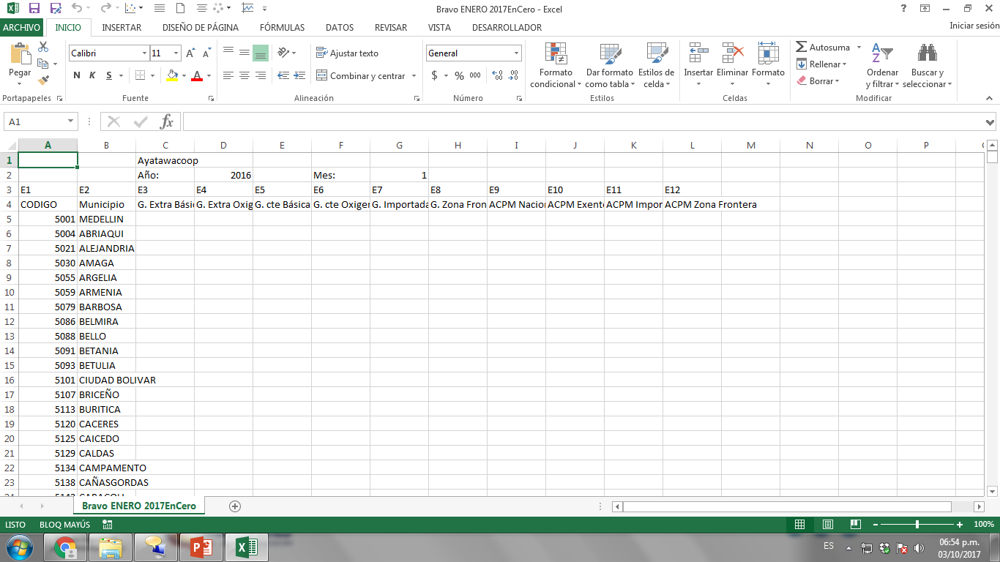 Bravo ENERO 2017EnCero - Excel
ARCHIVO INICIO INSERTAR DISEÑO DE PÁGINA FÓRMULAS DATOS REVISAR VISTA DESARROLLADOR Iniciar sesión
Calibri 11 Ajustar texto General Autosuma
Pegar N K S Combinar y centrar $ % 000 Formato condicional Dar formato como tabla Estilos de celda Insertar Eliminar Formato Rellenar Borrar Ordenar y filtrar Buscar y seleccionar
Portapapeles Fuente Alineación Número Estilos Celdas Modificar
A1 fx
A B C D E F G H I J K L M N O P
1 Ayatawacoop
2 Año: 2016 Mes: 1
3 E1 E2 E3 E4 E5 E6 E7 E8 E9 E10 E11 E12
4 CODIGO Municipio G. Extra Bási G. Extra Oxig G. cte Básica G. cte Oxiger G. Importada G. Zona Fron ACPM Nacion ACPM Exento ACPM Impor ACPM Zona Frontera
5 5001 MEDELLIN
6 5004 ABRIAQUI
7 5021 ALEJANDRIA
8 5030 AMAGA
9 5055 ARGELIA
10 5059 ARMENIA
11 5079 BARBOSA
12 5086 BELMIRA
13 5088 BELLO
14 5091 BETANIA
15 5093 BETULIA
16 5101 CIUDAD BOLIVAR
17 5107 BRICEÑO
18 5113 BURITICA
19 5120 CACERES
20 5125 CAICEDO
21 5129 CALDAS
22 5134 CAMPAMENTO
23 5138 CAÑASGORDAS
Bravo ENERO 2017EnCero
LISTO BLOQ MAYÚS 100%
ES 06:54 p.m.
03/10/2017